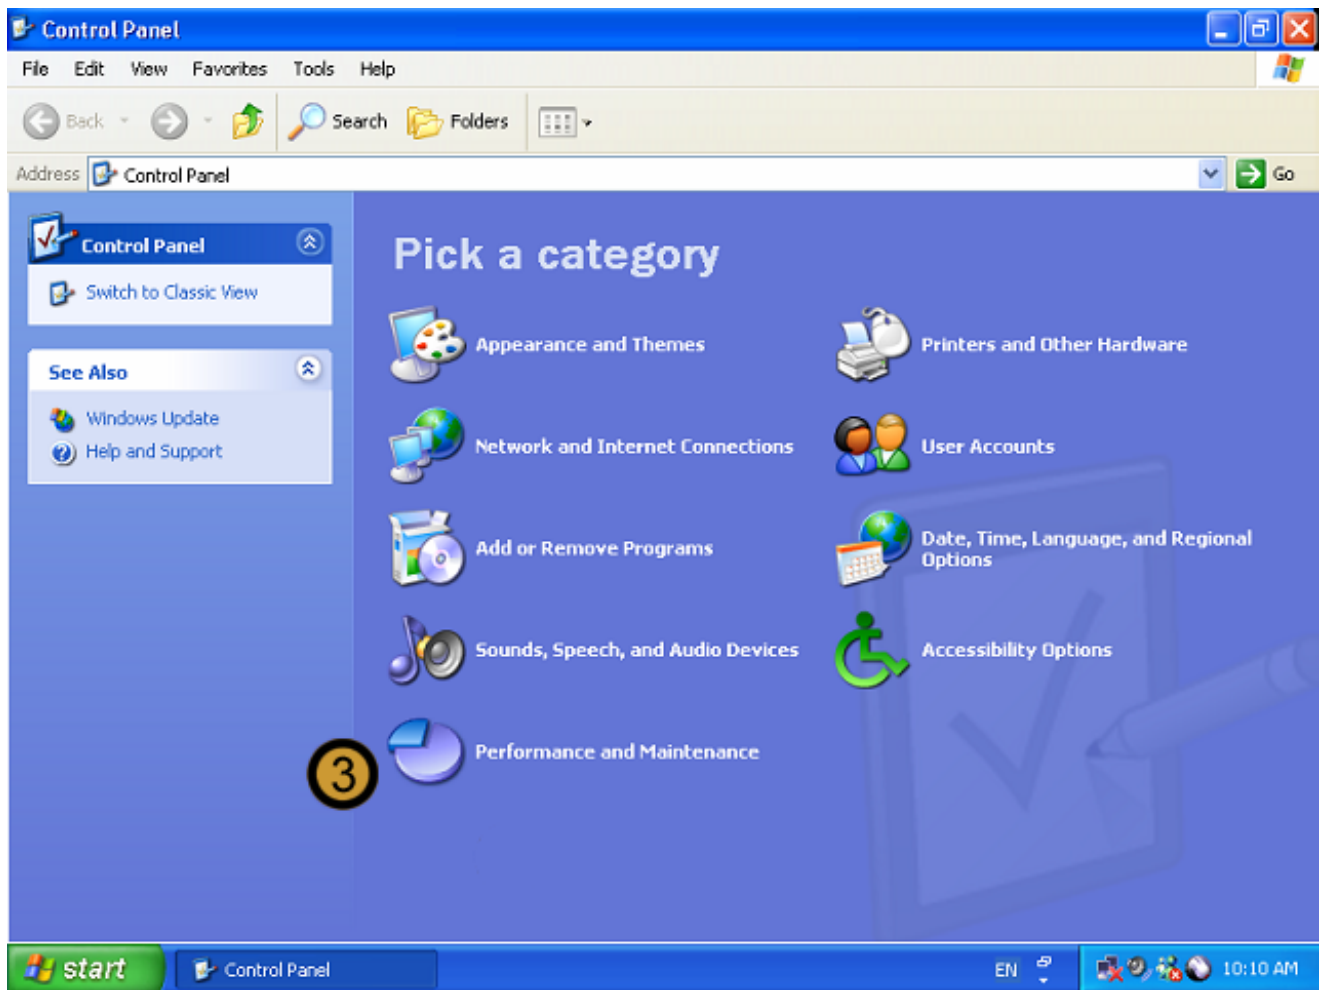 Control Panel
File Edit View Favorites Tools Help
Back Search Folders
Address Control Panel Go
Control Panel
Switch to Classic View
See Also
Windows Update
Help and Support
Pick a category
Appearance and Themes
Printers and Other Hardware
Network and Internet Connections
User Accounts
Add or Remove Programs
Date, Time, Language, and Regional
Options
Sounds, Speech, and Audio Devices
Accessibility Options
3
Performance and Maintenance
start Control Panel EN 10:10 AM